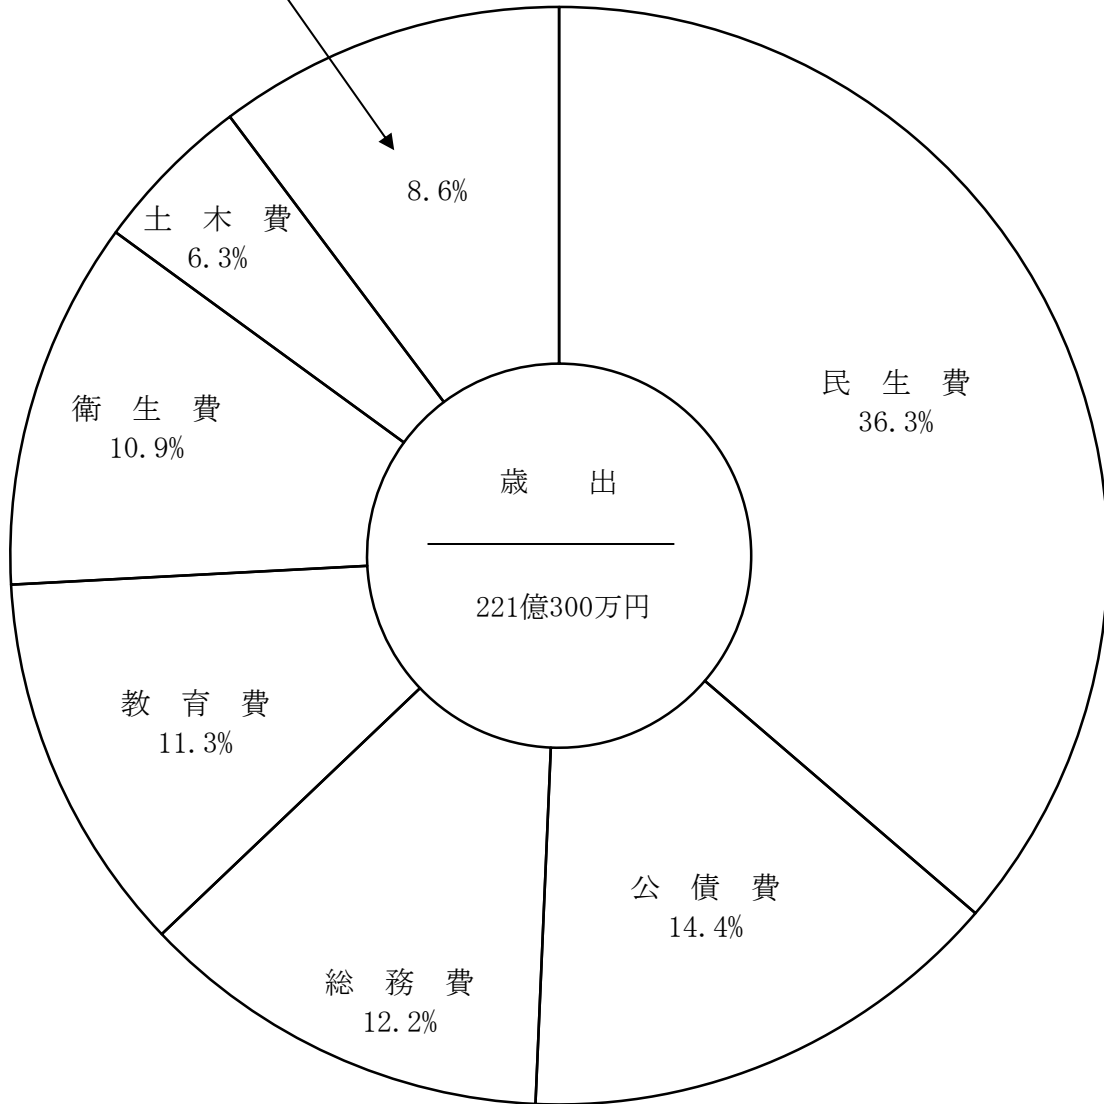 8.6%
土　木　費
6.3%
民　生　費
36.3%
衛　生　費
10.9%
歳　　出
221億300万円
教　育　費
11.3%
公　債　費
14.4%
総　務　費
12.2%